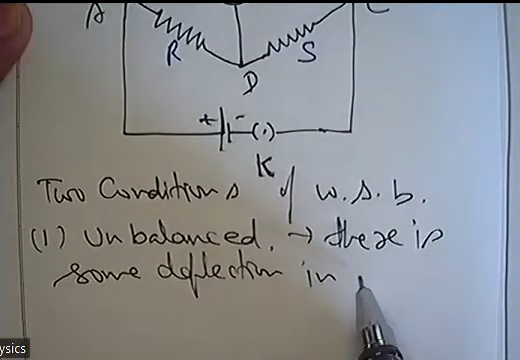 A C
R S
D
+ -
K
Two Conditions of W.S.b.
(1) Unbalanced. → there is
some deflection in
ysics